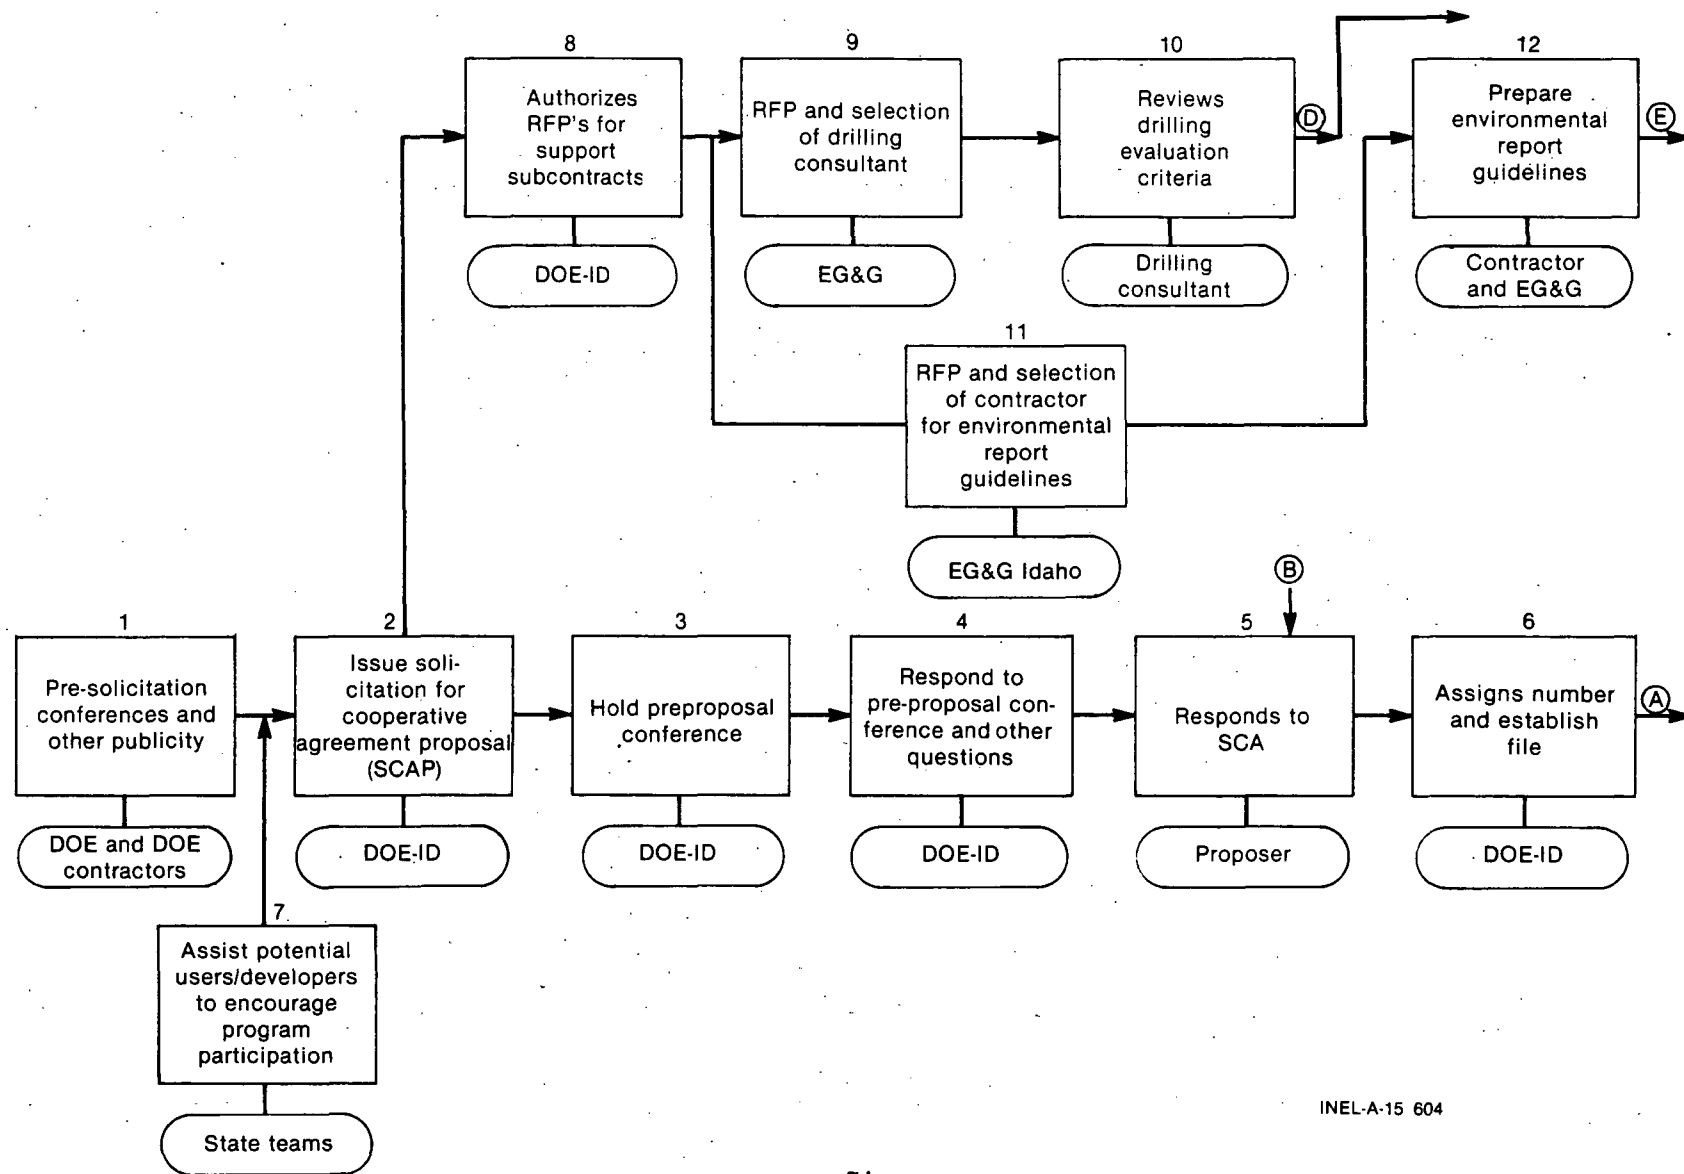 8
Authorizes
RFP's for
support
subcontracts
DOE-ID
9
RFP and selection
of drilling
consultant
EG&G
10
Reviews
drilling
evaluation
criteria
D
Drilling
consultant
12
Prepare
environmental
report
guidelines
E
Contractor
and EG&G
11
RFP and selection
of contractor
for environmental
report
guidelines
EG&G Idaho
1
Pre-solicitation
conferences and
other publicity
DOE and DOE
contractors
2
Issue soli-
citation for
cooperative
agreement proposal
(SCAP)
DOE-ID
3
Hold preproposal
conference
DOE-ID
4
Respond to
pre-proposal con-
ference and other
questions
DOE-ID
B
5
Responds to
SCA
Proposer
6
Assigns number
and establish
file
A
DOE-ID
7
Assist potential
users/developers
to encourage
program
participation
State teams
INEL-A-15 604